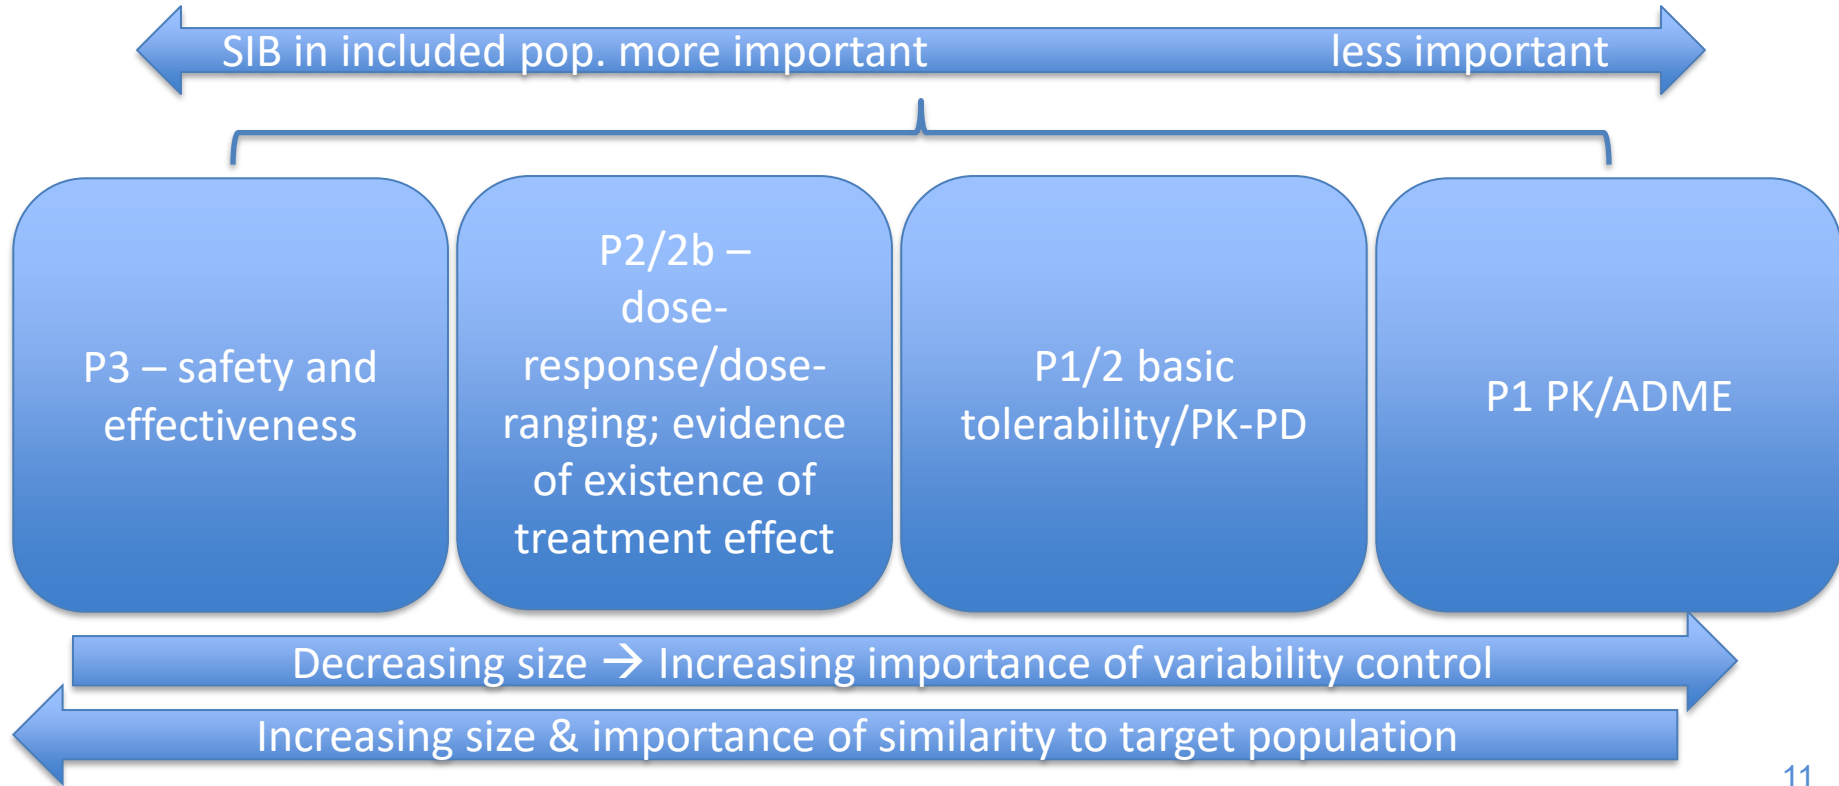 SIB in included pop. more important less important
P3 – safety and
effectiveness
P2/2b –
dose-
response/dose-
ranging; evidence
of existence of
treatment effect
P1/2 basic
tolerability/PK-PD
P1 PK/ADME
Decreasing size → Increasing importance of variability control
Increasing size & importance of similarity to target population
11